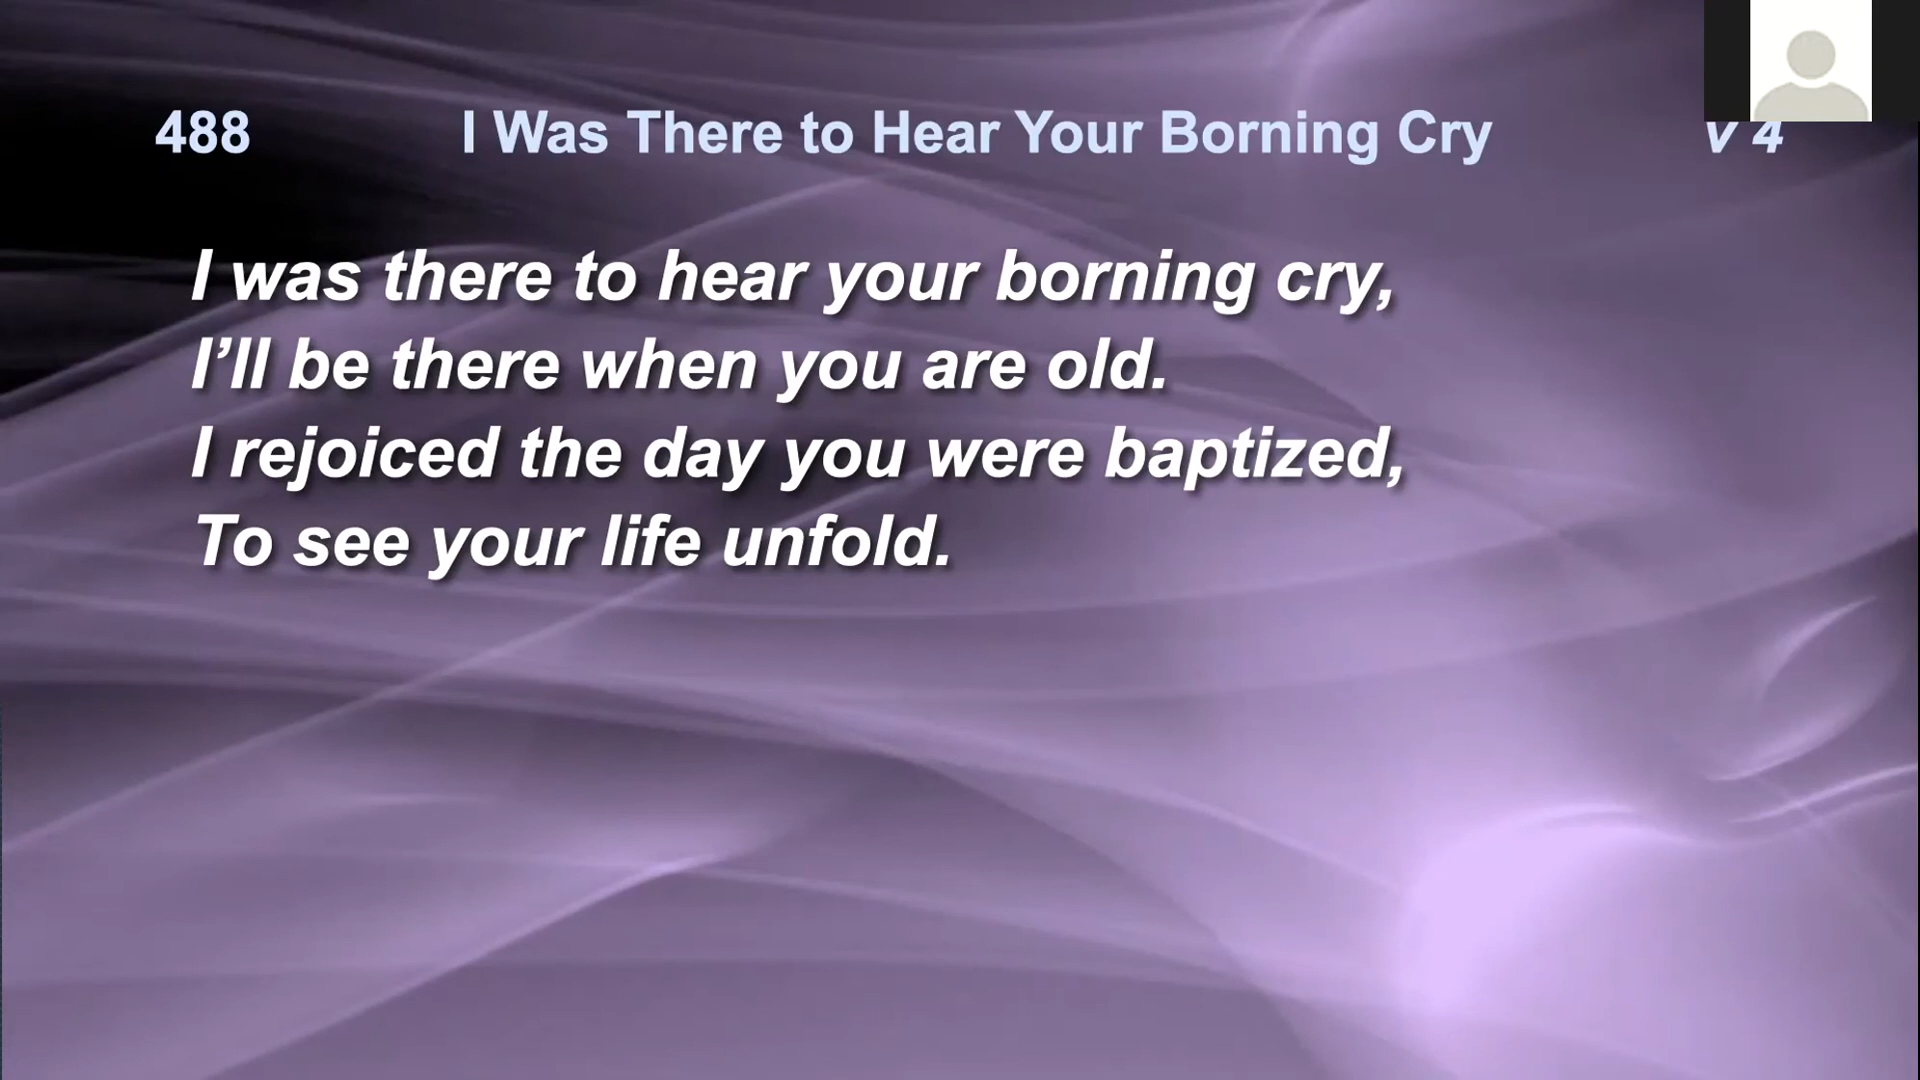 488 I Was There to Hear Your Borning Cry v 4
I was there to hear your borning cry,
I’ll be there when you are old.
I rejoiced the day you were baptized,
To see your life unfold.